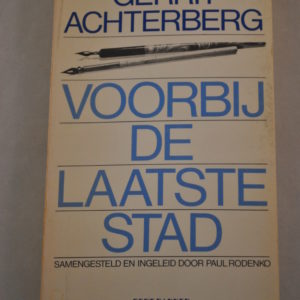 GERRIT
ACHTERBERG
VOORBIJ
DE
LAATSTE
STAD
SAMENGESTELD EN INGELEID DOOR PAUL RODENKO